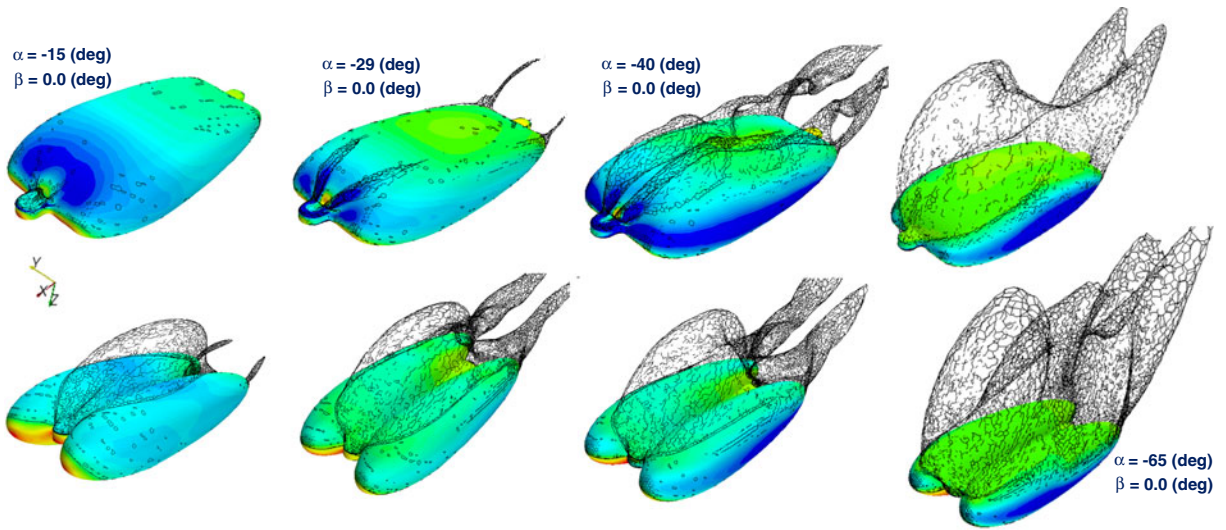 α = -15 (deg)
β = 0.0 (deg)
α = -29 (deg)
β = 0.0 (deg)
α = -40 (deg)
β = 0.0 (deg)
Y
X
Z
α = -65 (deg)
β = 0.0 (deg)